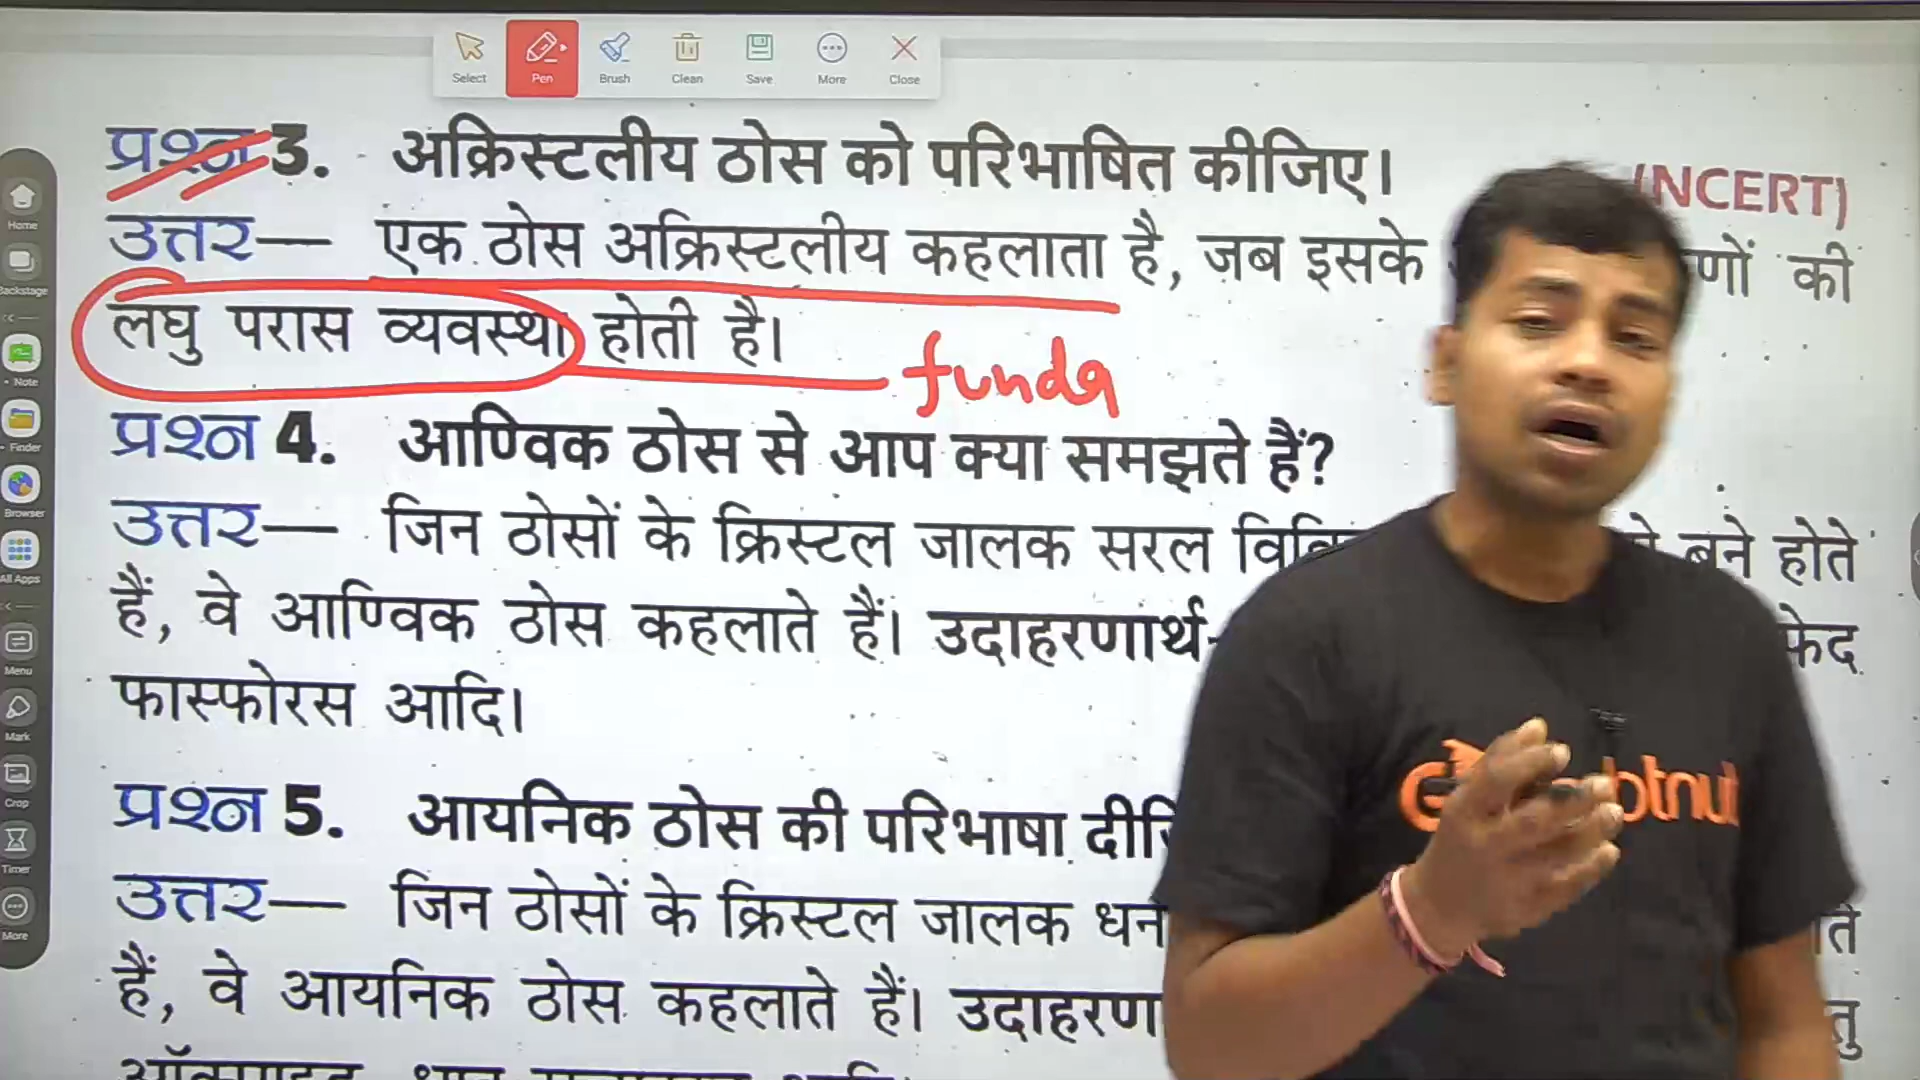 Select Pen Brush Clean Save More Close
प्रश्न 3. अक्रिस्टलीय ठोस को परिभाषित कीजिए।
(NCERT)
उत्तर— एक ठोस अक्रिस्टलीय कहलाता है, जब इसके
की
लघु परास व्यवस्था होती है।
funda
प्रश्न 4. आण्विक ठोस से आप क्या समझते हैं?
उत्तर— जिन ठोसों के क्रिस्टल जालक सरल
बने होते
हैं, वे आण्विक ठोस कहलाते हैं। उदाहरणार्थ-
फास्फोरस आदि।
प्रश्न 5. आयनिक ठोस की परिभाषा
उत्तर— जिन ठोसों के क्रिस्टल जालक धन
हैं, वे आयनिक ठोस कहलाते हैं।
Home
Backstage
Note
Finder
Browser
All Apps
Menu
Mark
Crop
Timer
More